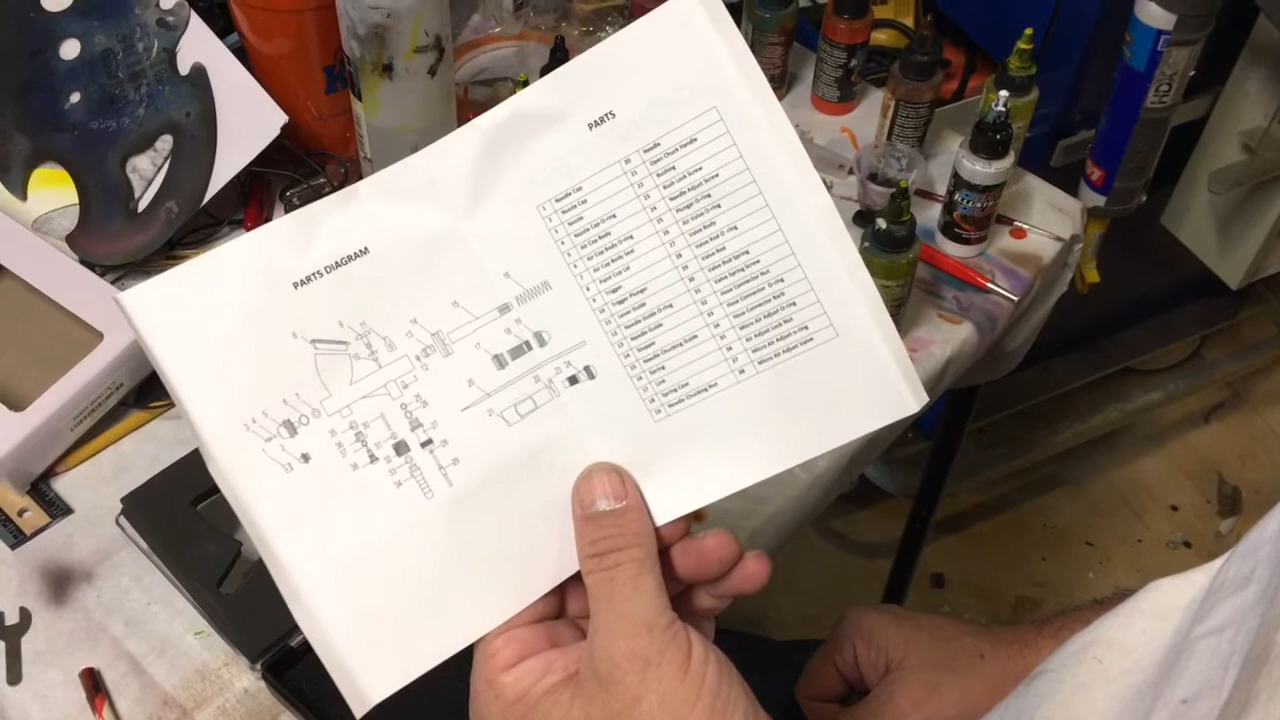 PARTS DIAGRAM
PARTS
1 Needle Cap
2 Nozzle Cap
3 Nozzle
4 Nozzle Cap O-ring
5 Air Cap Body
6 Air Cap Body O-ring
7 Air Cap Body Seal
8 Paint Cup Lid
9 Trigger
10 Trigger Plunger
11 Lever Guide
12 Needle Guide O-ring
13 Needle Guide
14 Stopper
15 Needle Chucking Guide
16 Spring
17 Link
18 Spring Case
19 Needle Chucking Nut
20 Needle
21 Open Chuck Handle
22 Bushing
23 Bush Lock Screw
24 Needle Adjust Screw
25 Plunger O-ring
26 Air Valve O-ring
27 Valve Body
28 Valve Rod O-ring
29 Valve Rod
30 Valve Rod Spring
31 Valve Spring Screw
32 Hose Connector Nut
33 Hose Connector O-ring
34 Hose Connector Barb
35 Micro Air Adjust O-ring
36 Air Adjust Lock Nut
37 Micro Air Adjust o-ring
38 Micro Air Adjust Valve
HDX
ILLUSTRATION